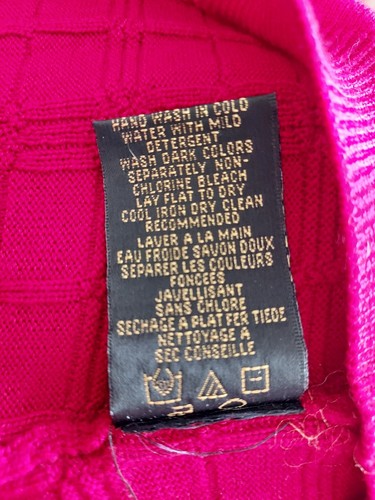 HAND WASH IN COLD
WATER WITH MILD
DETERGENT
WASH DARK COLORS
SEPARATELY NON-
CHLORINE BLEACH
LAY FLAT TO DRY
COOL IRON DRY CLEAN
RECOMMENDED
LAVER A LA MAIN
EAU FROIDE SAVON DOUX
SEPARER LES COULEURS
FONCEES
JAVELLISANT
SANS CHLORE
SECHAGE A PLAT FER TIEDE
NETTOYAGE A
SEC CONSEILLE